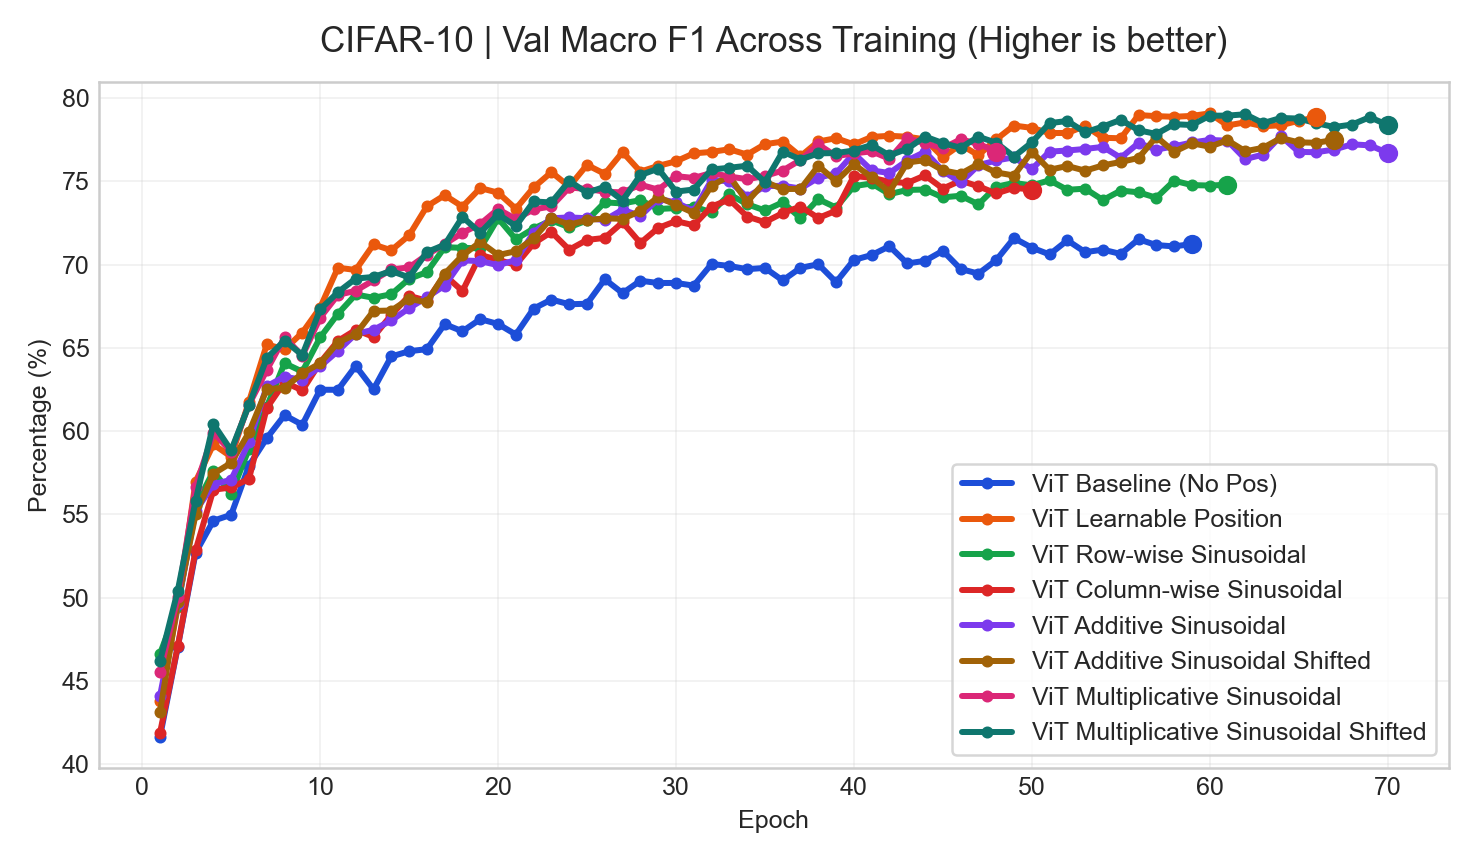 CIFAR-10 | Val Macro F1 Across Training (Higher is better)
80
75
70
65
60
55
50
45
40
Percentage (%)
0 10 20 30 40 50 60 70
Epoch
ViT Baseline (No Pos)
ViT Learnable Position
ViT Row-wise Sinusoidal
ViT Column-wise Sinusoidal
ViT Additive Sinusoidal
ViT Additive Sinusoidal Shifted
ViT Multiplicative Sinusoidal
ViT Multiplicative Sinusoidal Shifted